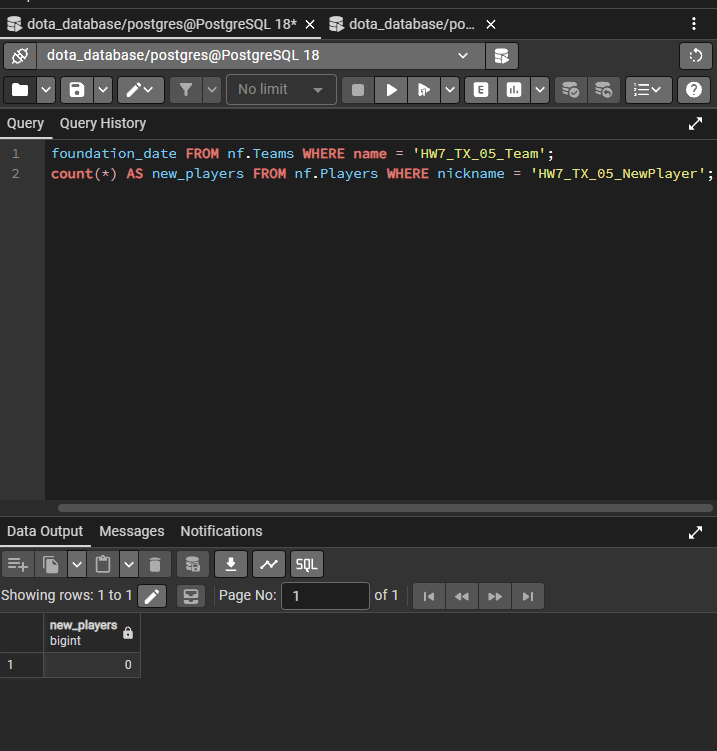 dota_database/postgres@PostgreSQL 18*
dota_database/po...
dota_database/postgres@PostgreSQL 18
No limit
E
Query
Query History
1 foundation_date FROM nf.Teams WHERE name = 'HW7_TX_05_Team';
2 count(*) AS new_players FROM nf.Players WHERE nickname = 'HW7_TX_05_NewPlayer';
Data Output
Messages
Notifications
SQL
Showing rows: 1 to 1
Page No:
1
of 1
new_players
bigint
1
0